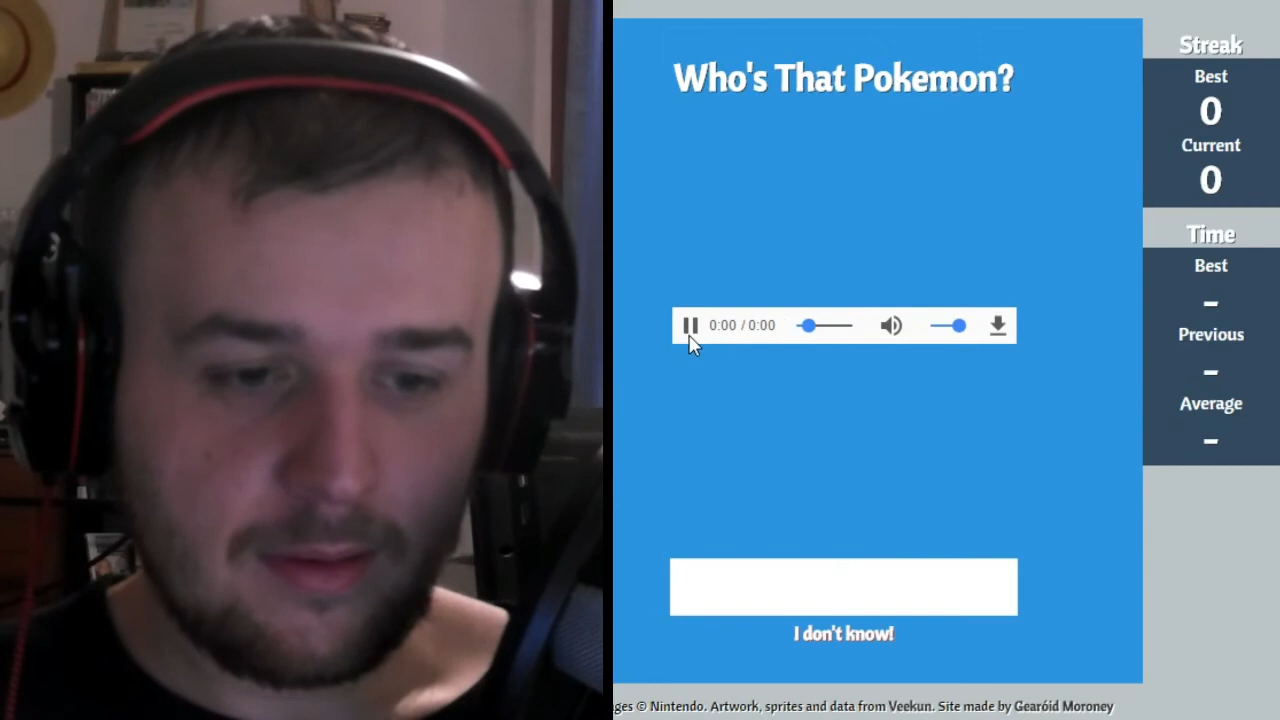 Who's That Pokemon?
0:00 / 0:00
I don't know!
Streak
Best
0
Current
0
Time
Best
-
Previous
-
Average
-
ges © Nintendo. Artwork, sprites and data from Veekun. Site made by Gearóid Moroney